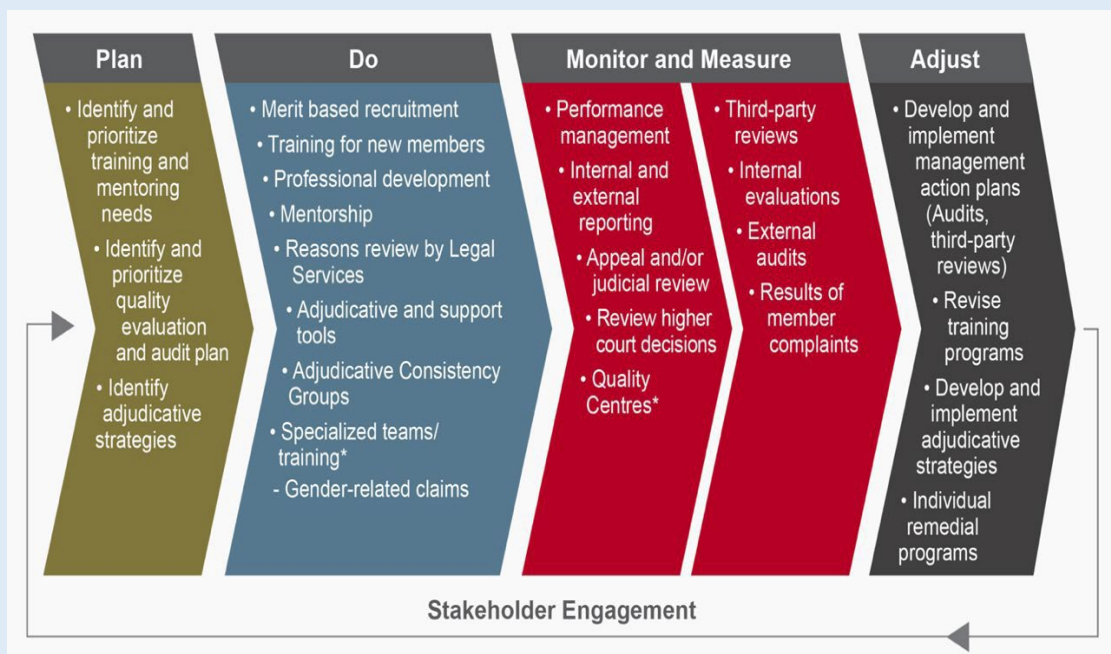 Plan
• Identify and
prioritize
training and
mentoring
needs
• Identify and
prioritize
quality
evaluation
and audit plan
• Identify
adjudicative
strategies
Do
• Merit based recruitment
• Training for new members
• Professional development
• Mentorship
• Reasons review by Legal
Services
• Adjudicative and support
tools
• Adjudicative Consistency
Groups
• Specialized teams/
training*
- Gender-related claims
Monitor and Measure
• Performance
management
• Internal and
external
reporting
• Appeal and/or
judicial review
• Review higher
court decisions
• Quality
Centres*
• Third-party
reviews
• Internal
evaluations
• External
audits
• Results of
member
complaints
Adjust
• Develop and
implement
management
action plans
(Audits,
third-party
reviews)
• Revise
training
programs
• Develop and
implement
adjudicative
strategies
• Individual
remedial
programs
Stakeholder Engagement